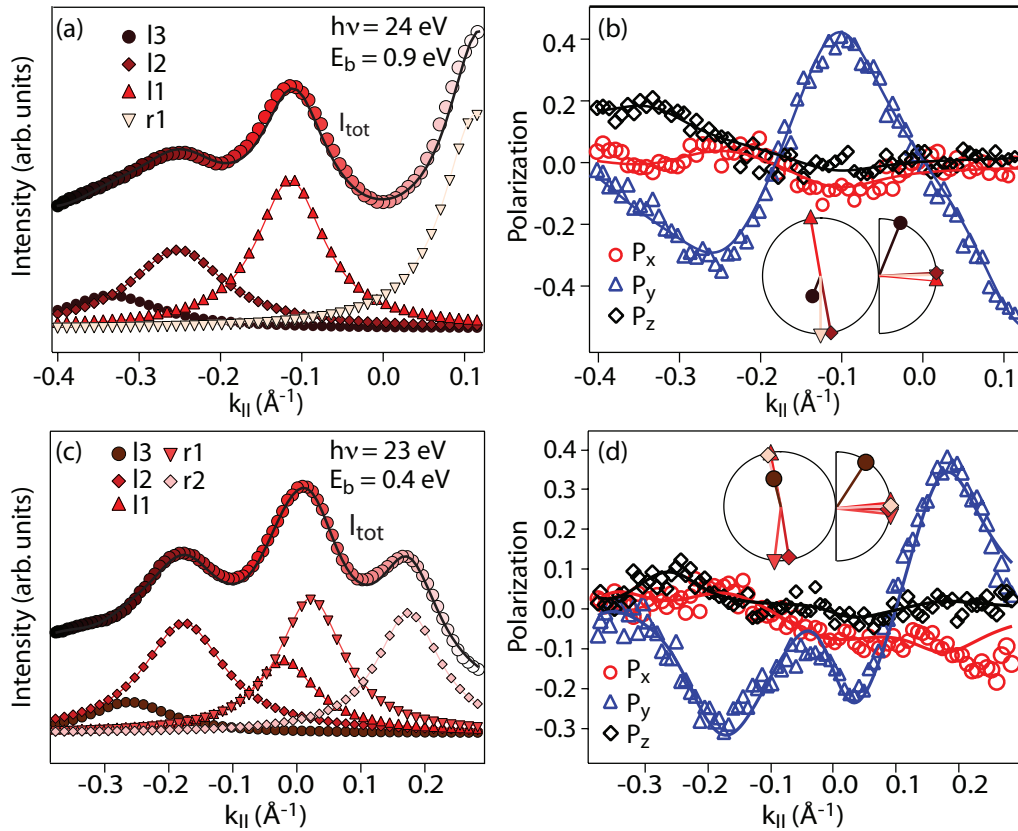 (a)
l3
l2
l1
r1
hν = 24 eV
E_b = 0.9 eV
I_tot
Intensity (arb. units)
-0.4 -0.3 -0.2 -0.1 0.0 0.1
k_|| (Å⁻¹)
(b)
Polarization
0.4
0.2
0.0
-0.2
-0.4
P_x
P_y
P_z
-0.4 -0.3 -0.2 -0.1 0.0 0.1
k_|| (Å⁻¹)
(c)
l3 r1
l2 r2
l1
hν = 23 eV
E_b = 0.4 eV
I_tot
Intensity (arb. units)
-0.3 -0.2 -0.1 0.0 0.1 0.2
k_|| (Å⁻¹)
(d)
Polarization
0.4
0.3
0.2
0.1
0.0
-0.1
-0.2
-0.3
P_x
P_y
P_z
-0.3 -0.2 -0.1 0.0 0.1 0.2
k_|| (Å⁻¹)